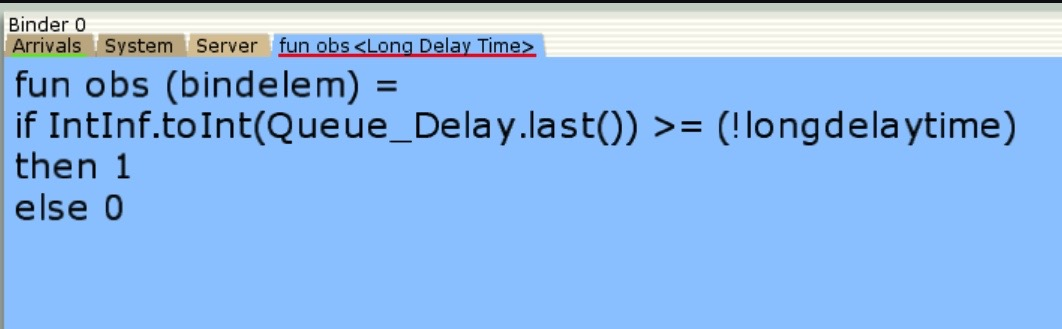 Binder 0
Arrivals System Server fun obs <Long Delay Time>
fun obs (bindelem) =
if IntInf.toInt(Queue_Delay.last()) >= (!longdelaytime)
then 1
else 0